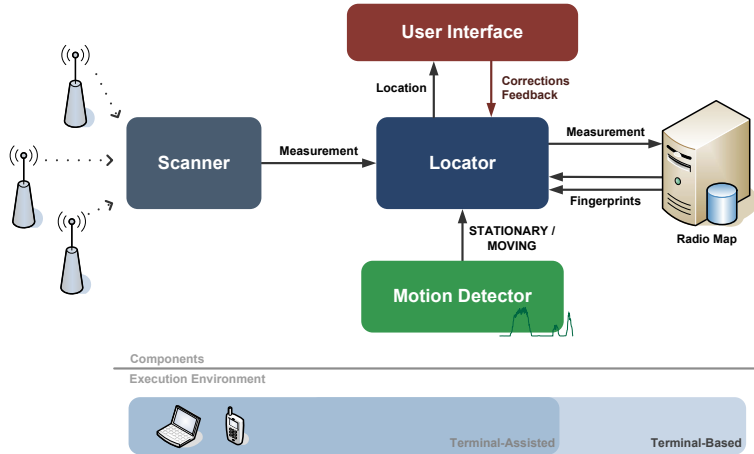 User Interface
Location
Corrections
Feedback
Scanner
Measurement
Locator
Measurement
Fingerprints
Radio Map
STATIONARY /
MOVING
Motion Detector
Components
Execution Environment
Terminal-Assisted
Terminal-Based